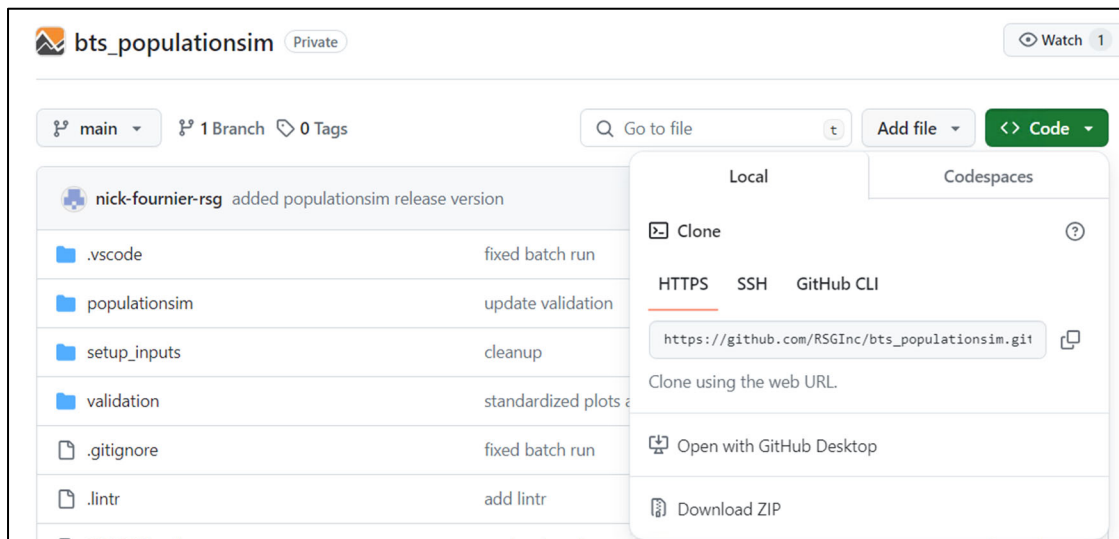 bts_populationsim Private
Watch 1
main 1 Branch 0 Tags
Go to file t Add file <> Code
Local Codespaces
nick-fournier-rsg added populationsim release version
Clone
.vscode fixed batch run
HTTPS SSH GitHub CLI
populationsim update validation
https://github.com/RSGInc/bts_populationsim.git
setup_inputs cleanup
Clone using the web URL.
validation standardized plots
Open with GitHub Desktop
.gitignore fixed batch run
.lintr add lintr
Download ZIP